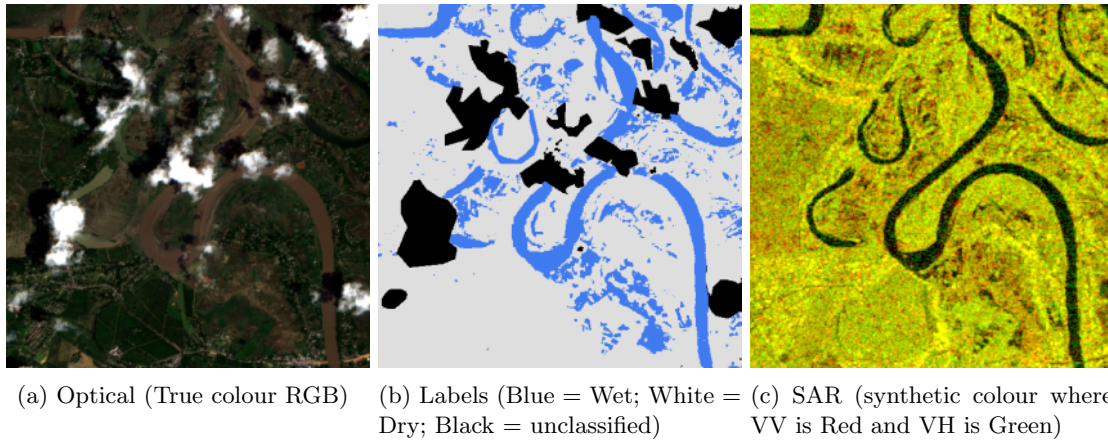 (a) Optical (True colour RGB)
(b) Labels (Blue = Wet; White =
Dry; Black = unclassified)
(c) SAR (synthetic colour where
VV is Red and VH is Green)